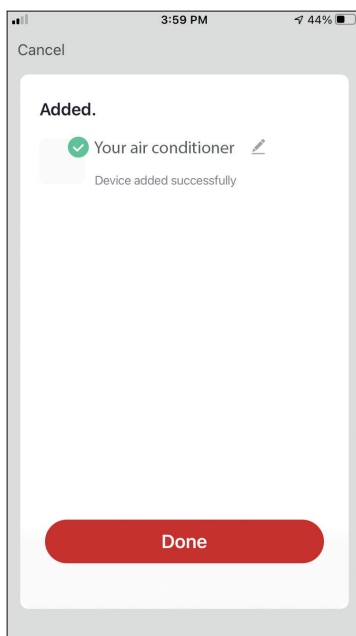 3:59 PM
44%
Cancel
Added.
Your air conditioner
Device added successfully
Done